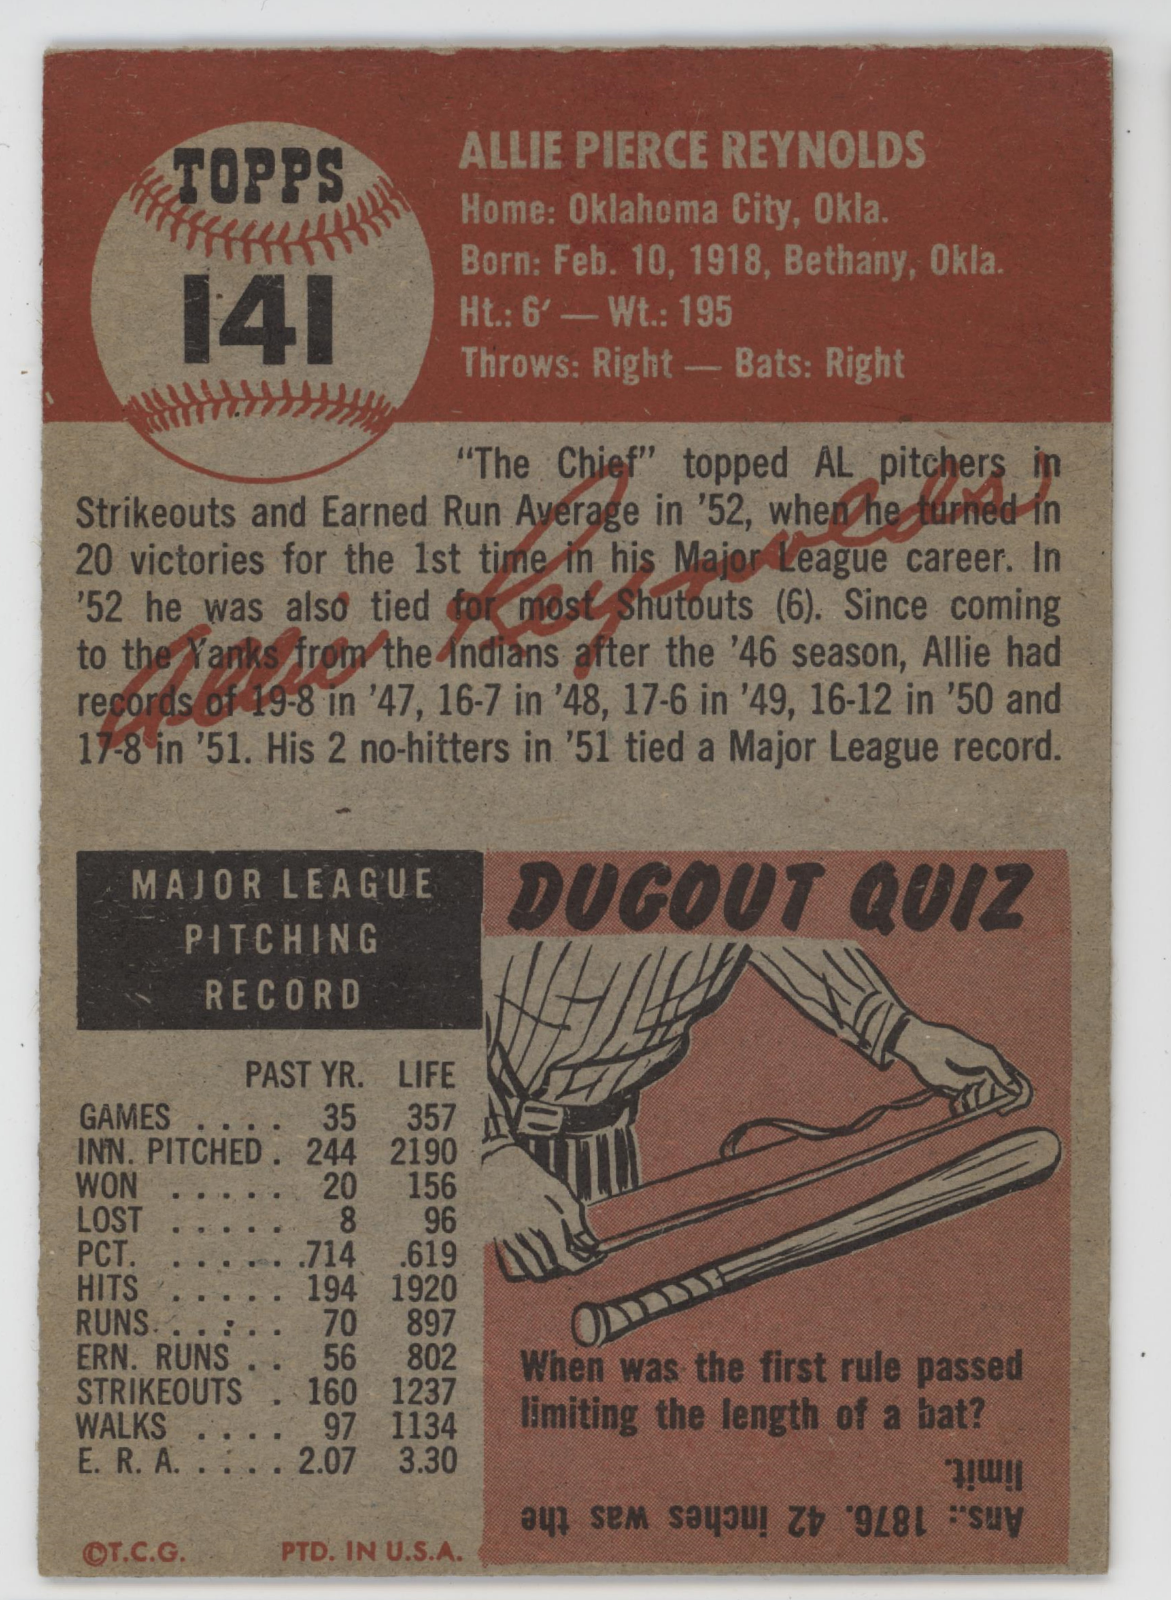 TOPPS
141
ALLIE PIERCE REYNOLDS
Home: Oklahoma City, Okla.
Born: Feb. 10, 1918, Bethany, Okla.
Ht.: 6′ — Wt.: 195
Throws: Right — Bats: Right
"The Chief" topped AL pitchers in
Strikeouts and Earned Run Average in '52, when he turned in
20 victories for the 1st time in his Major League career. In
'52 he was also tied for most Shutouts (6). Since coming
to the Yanks from the Indians after the '46 season, Allie had
records of 19-8 in '47, 16-7 in '48, 17-6 in '49, 16-12 in '50 and
17-8 in '51. His 2 no-hitters in '51 tied a Major League record.
Allie Reynolds
MAJOR LEAGUE
PITCHING
RECORD
PAST YR. LIFE
GAMES . . . . 35 357
INN. PITCHED . 244 2190
WON . . . . . 20 156
LOST . . . . . 8 96
PCT. . . . . . .714 .619
HITS . . . . . 194 1920
RUNS . . . . . 70 897
ERN. RUNS . . 56 802
STRIKEOUTS . 160 1237
WALKS . . . . 97 1134
E. R. A. . . . . 2.07 3.30
©T.C.G. PTD. IN U.S.A.
DUGOUT QUIZ
When was the first rule passed
limiting the length of a bat?
Ans.: 1876. 42 inches was the
limit.